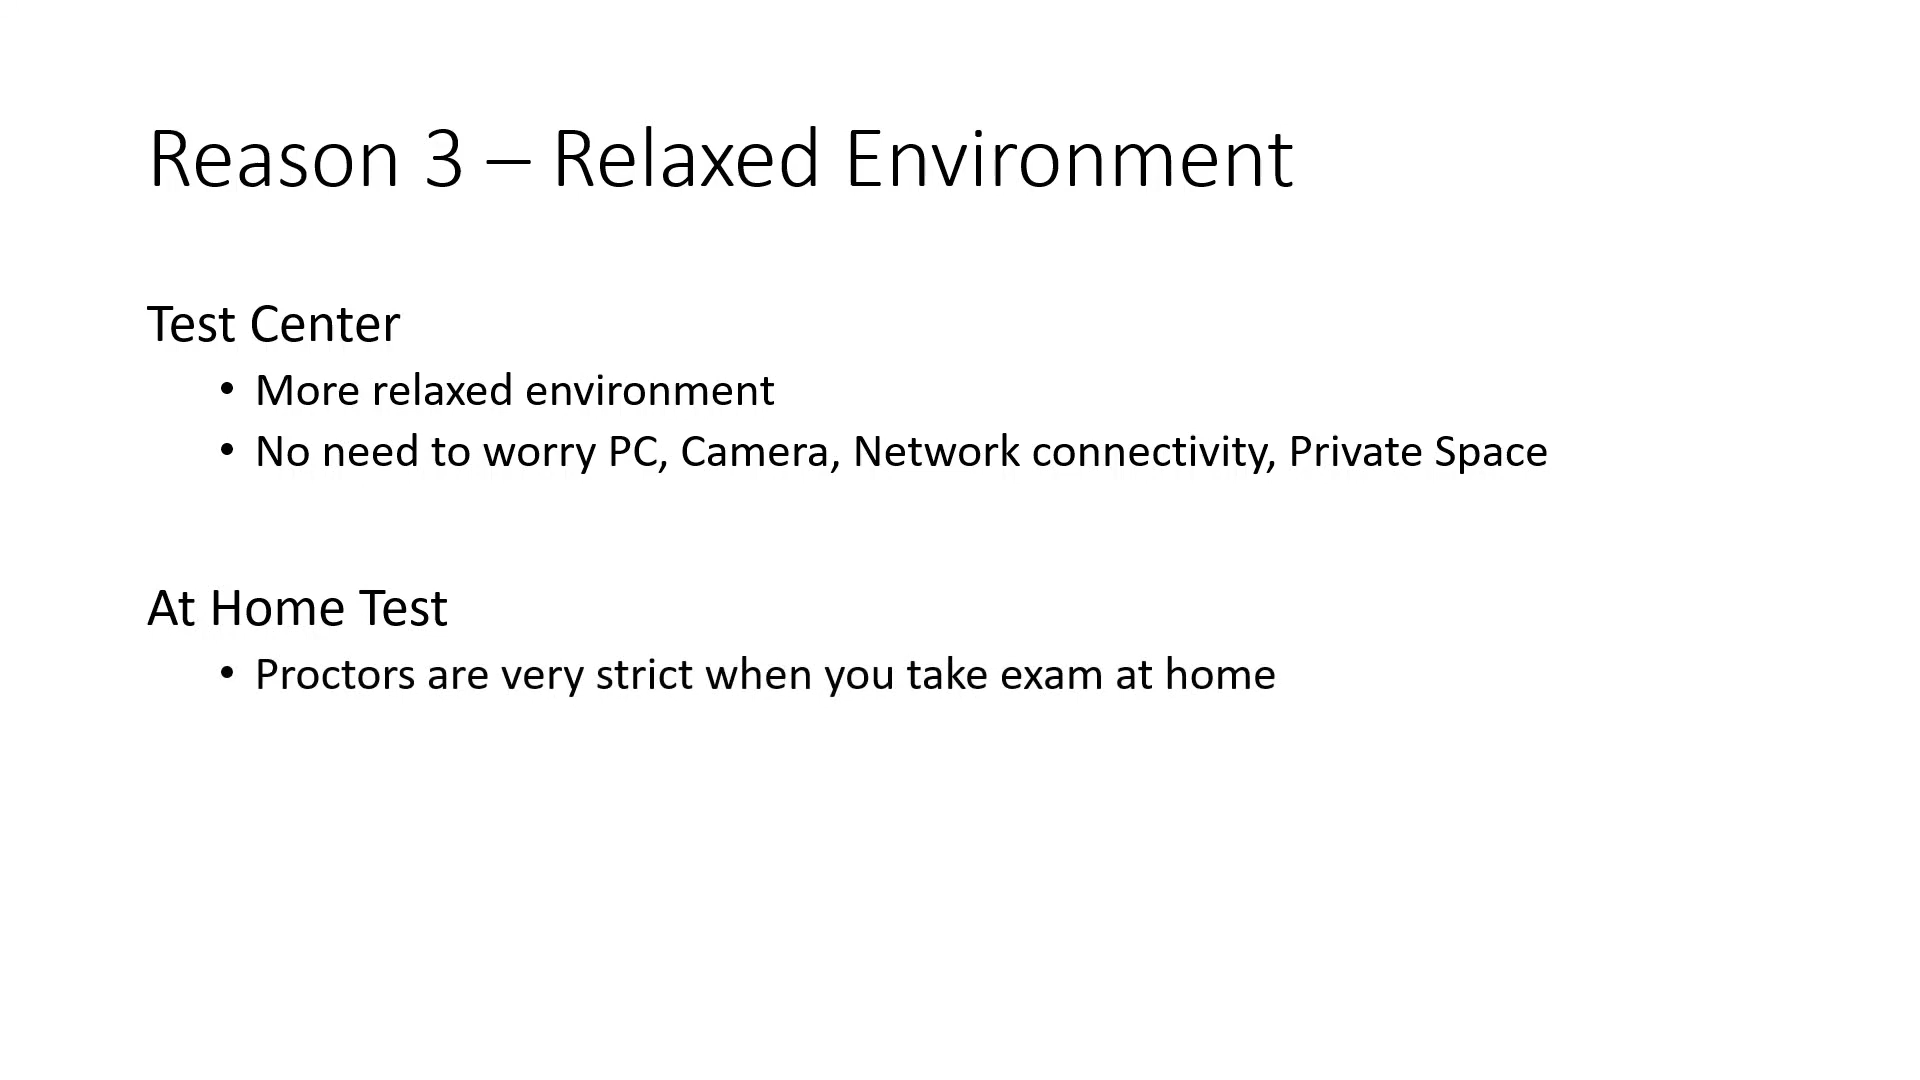 Reason 3 – Relaxed Environment
Test Center
• More relaxed environment
• No need to worry PC, Camera, Network connectivity, Private Space
At Home Test
• Proctors are very strict when you take exam at home